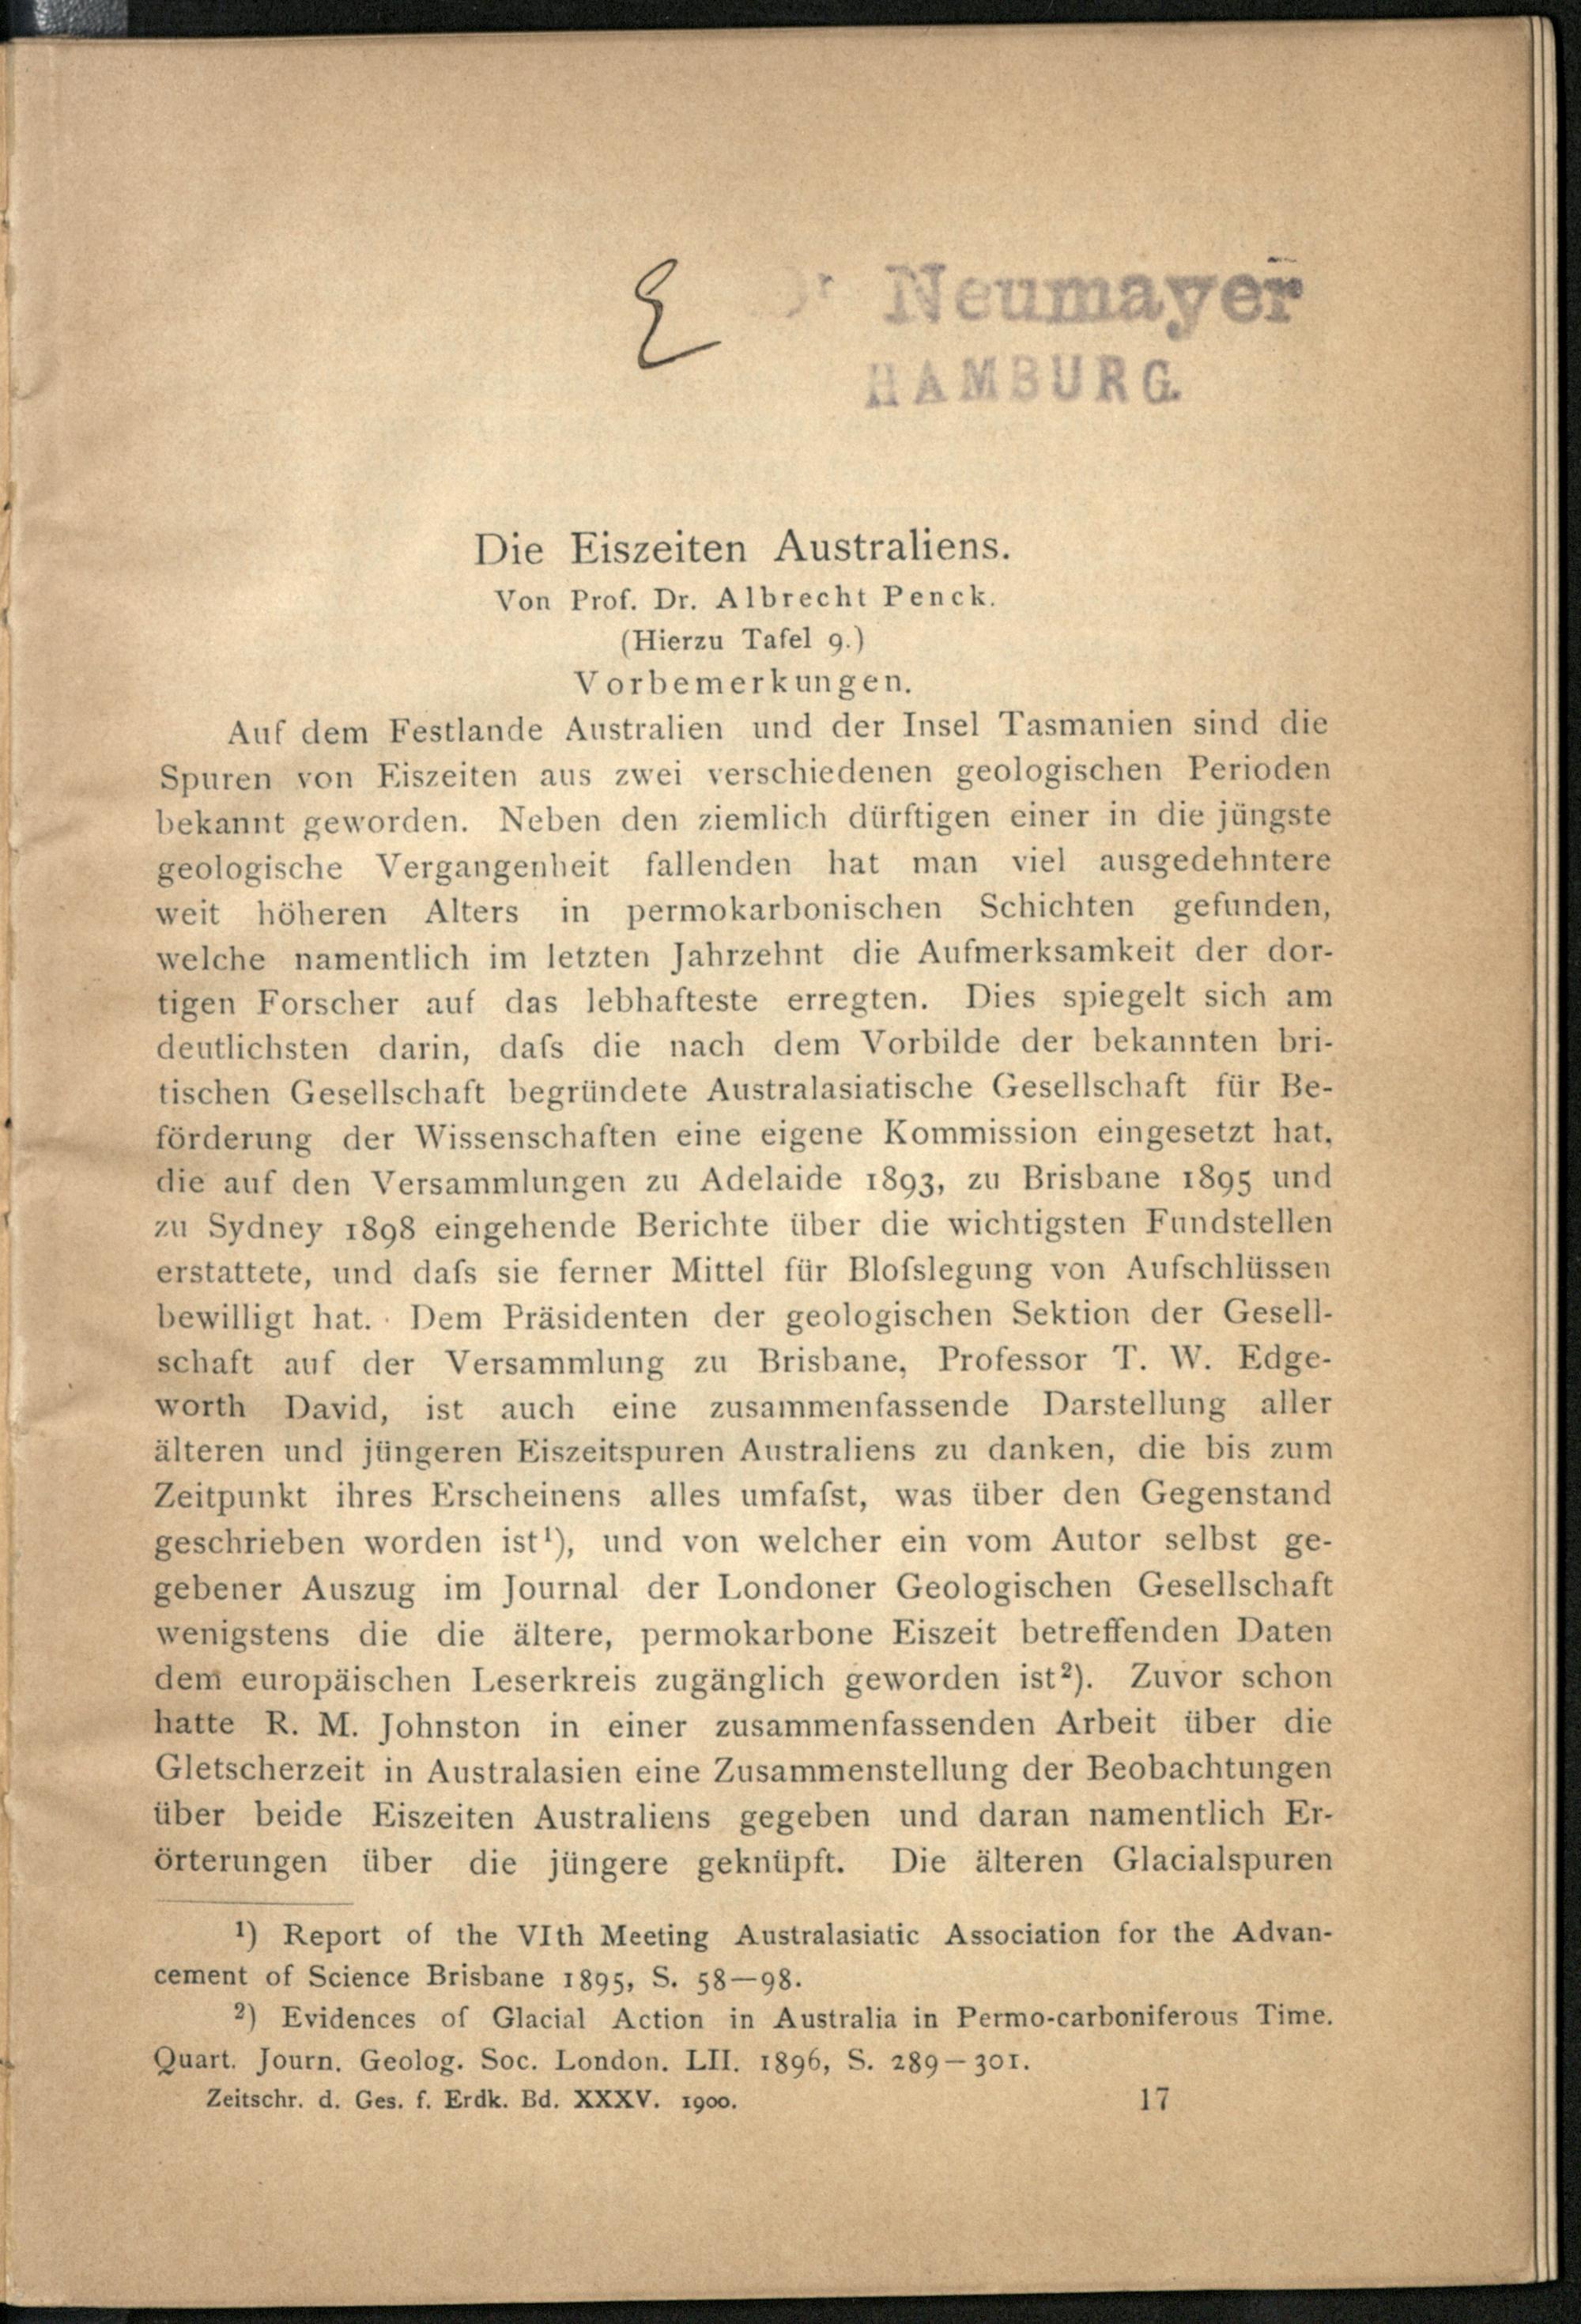 Dr Neumayer
HAMBURG.
Die Eiszeiten Australiens.
Von Prof. Dr. Albrecht Penck.
(Hierzu Tafel 9.)
Vorbemerkungen.
Auf dem Festlande Australien und der Insel Tasmanien sind die
Spuren von Eiszeiten aus zwei verschiedenen geologischen Perioden
bekannt geworden. Neben den ziemlich dürftigen einer in die jüngste
geologische Vergangenheit fallenden hat man viel ausgedehntere
weit höheren Alters in permokarbonischen Schichten gefunden,
welche namentlich im letzten Jahrzehnt die Aufmerksamkeit der dor-
tigen Forscher auf das lebhafteste erregten. Dies spiegelt sich am
deutlichsten darin, daſs die nach dem Vorbilde der bekannten bri-
tischen Gesellschaft begründete Australasiatische Gesellschaft für Be-
förderung der Wissenschaften eine eigene Kommission eingesetzt hat,
die auf den Versammlungen zu Adelaide 1893, zu Brisbane 1895 und
zu Sydney 1898 eingehende Berichte über die wichtigsten Fundstellen
erstattete, und daſs sie ferner Mittel für Bloſslegung von Aufschlüssen
bewilligt hat. Dem Präsidenten der geologischen Sektion der Gesell-
schaft auf der Versammlung zu Brisbane, Professor T. W. Edge-
worth David, ist auch eine zusammenfassende Darstellung aller
älteren und jüngeren Eiszeitspuren Australiens zu danken, die bis zum
Zeitpunkt ihres Erscheinens alles umfaſst, was über den Gegenstand
geschrieben worden ist¹), und von welcher ein vom Autor selbst ge-
gebener Auszug im Journal der Londoner Geologischen Gesellschaft
wenigstens die die ältere, permokarbone Eiszeit betreffenden Daten
dem europäischen Leserkreis zugänglich geworden ist²). Zuvor schon
hatte R. M. Johnston in einer zusammenfassenden Arbeit über die
Gletscherzeit in Australasien eine Zusammenstellung der Beobachtungen
über beide Eiszeiten Australiens gegeben und daran namentlich Er-
örterungen über die jüngere geknüpft. Die älteren Glacialspuren
¹) Report of the VIth Meeting Australasiatic Association for the Advan-
cement of Science Brisbane 1895, S. 58—98.
²) Evidences of Glacial Action in Australia in Permo-carboniferous Time.
Quart. Journ. Geolog. Soc. London. LII. 1896, S. 289—301.
Zeitschr. d. Ges. f. Erdk. Bd. XXXV. 1900. 17